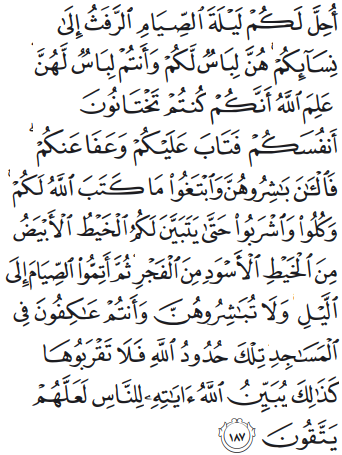 أُحِلَّ لَكُمْ لَيْلَةَ ٱلصِّيَامِ ٱلرَّفَثُ إِلَىٰ
نِسَآئِكُمْ ۚ هُنَّ لِبَاسٌ لَّكُمْ وَأَنتُمْ لِبَاسٌ لَّهُنَّ ۗ
عَلِمَ ٱللَّهُ أَنَّكُمْ كُنتُمْ تَخْتَانُونَ
أَنفُسَكُمْ فَتَابَ عَلَيْكُمْ وَعَفَا عَنكُمْ ۖ
فَٱلْـَٔـٰنَ بَـٰشِرُوهُنَّ وَٱبْتَغُوا۟ مَا كَتَبَ ٱللَّهُ لَكُمْ ۚ
وَكُلُوا۟ وَٱشْرَبُوا۟ حَتَّىٰ يَتَبَيَّنَ لَكُمُ ٱلْخَيْطُ ٱلْأَبْيَضُ
مِنَ ٱلْخَيْطِ ٱلْأَسْوَدِ مِنَ ٱلْفَجْرِ ۖ ثُمَّ أَتِمُّوا۟ ٱلصِّيَامَ إِلَى
ٱلَّيْلِ ۚ وَلَا تُبَـٰشِرُوهُنَّ وَأَنتُمْ عَـٰكِفُونَ فِى
ٱلْمَسَـٰجِدِ ۗ تِلْكَ حُدُودُ ٱللَّهِ فَلَا تَقْرَبُوهَا ۗ
كَذَٰلِكَ يُبَيِّنُ ٱللَّهُ ءَايَـٰتِهِۦ لِلنَّاسِ لَعَلَّهُمْ
يَتَّقُونَ ١٨٧